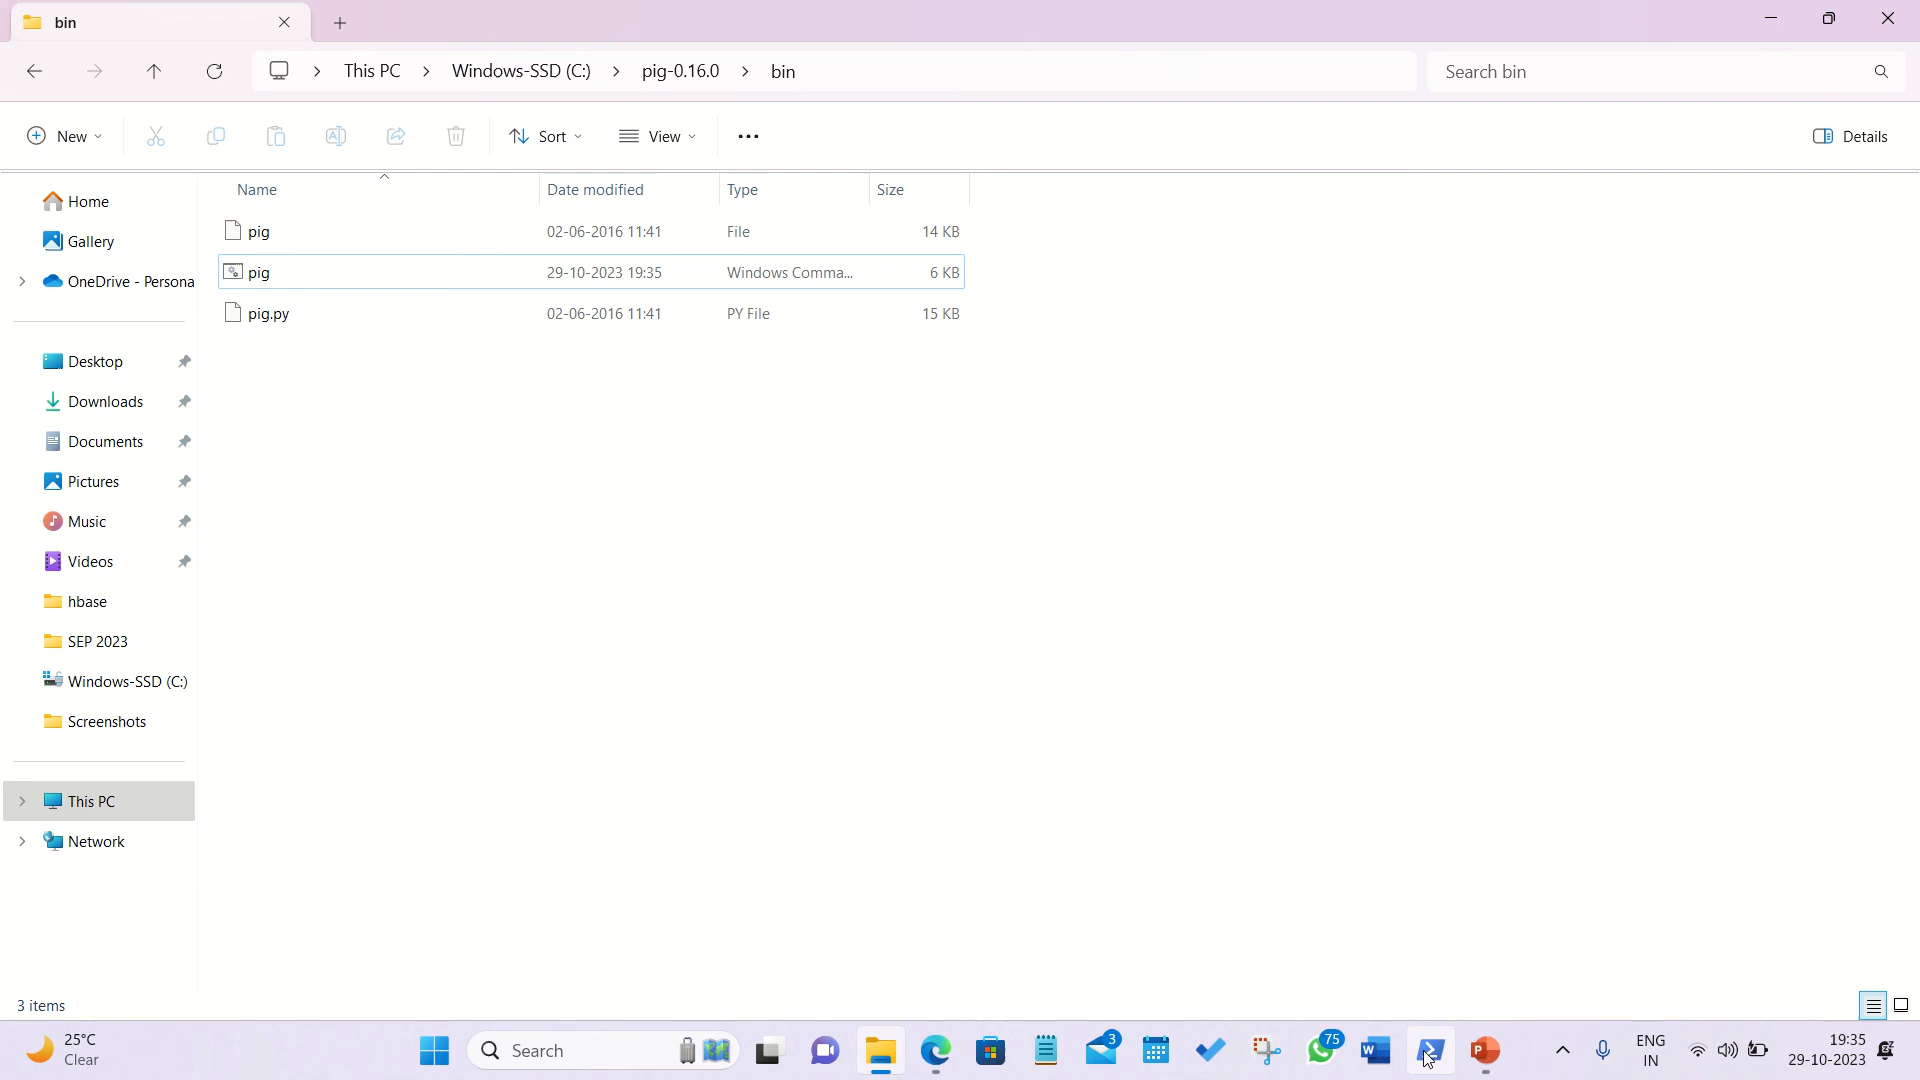 bin
This PC > Windows-SSD (C:) > pig-0.16.0 > bin
Search bin
New
Sort
View
Details
Name Date modified Type Size
pig 02-06-2016 11:41 File 14 KB
pig 29-10-2023 19:35 Windows Comma... 6 KB
pig.py 02-06-2016 11:41 PY File 15 KB
Home
Gallery
OneDrive - Persona
Desktop
Downloads
Documents
Pictures
Music
Videos
hbase
SEP 2023
Windows-SSD (C:)
Screenshots
This PC
Network
3 items
25°C
Clear
Search
3
75
ENG
IN
19:35
29-10-2023